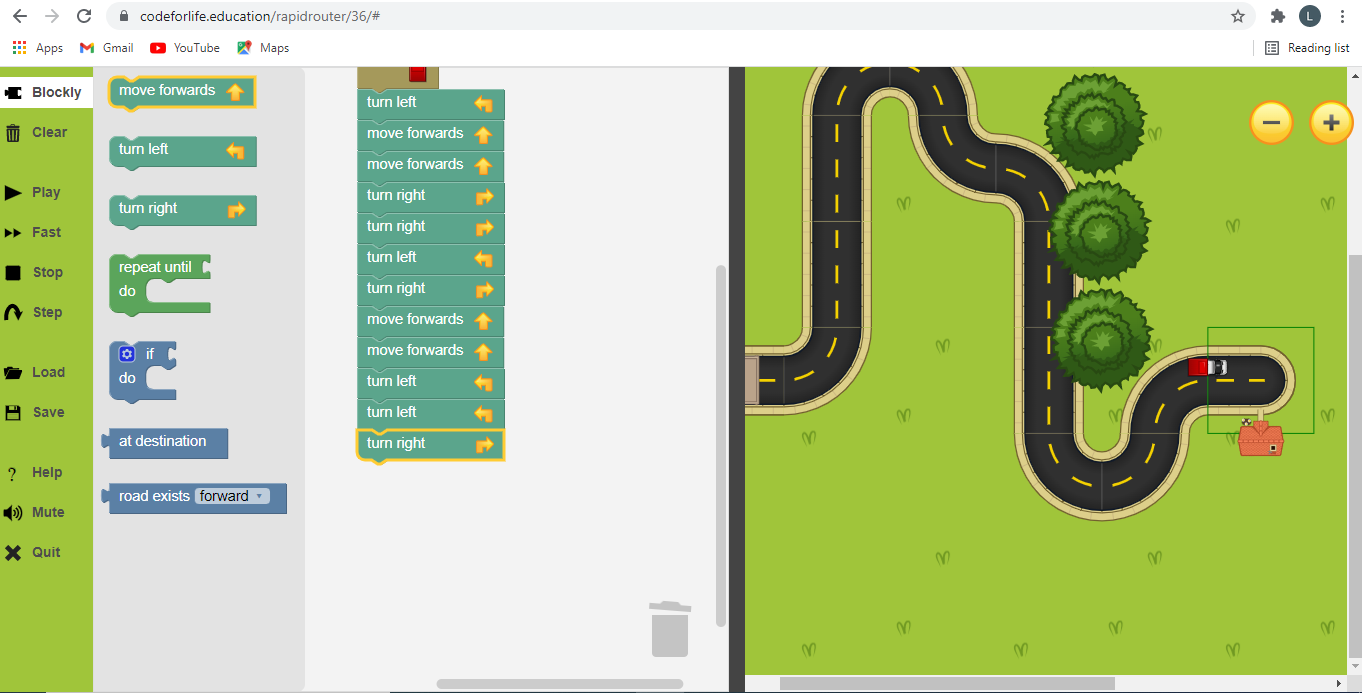 codeforlife.education/rapidrouter/36/#
L
Apps
Gmail
YouTube
Maps
Reading list
Blockly
Clear
Play
Fast
Stop
Step
Load
Save
Help
Mute
Quit
move forwards
turn left
turn right
repeat until
do
if
do
at destination
road exists forward
turn left
move forwards
move forwards
turn right
turn right
turn left
turn right
move forwards
move forwards
turn left
turn left
turn right